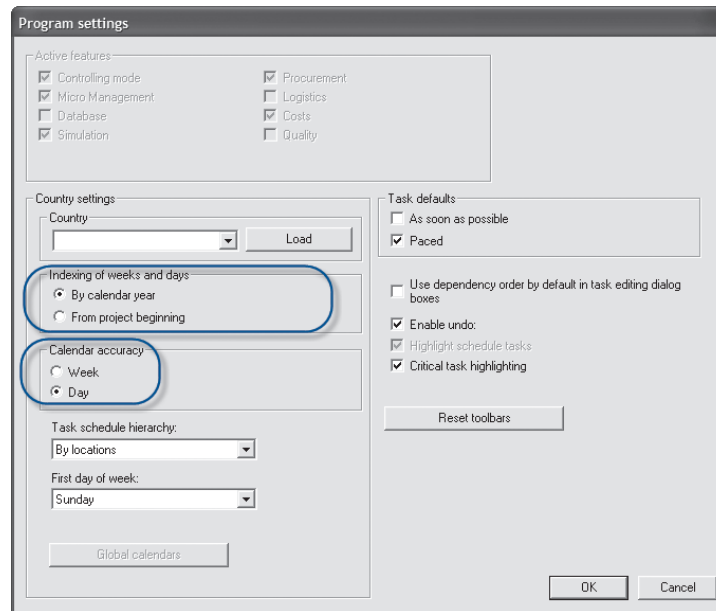 Program settings
Active features
Controlling mode
Micro Management
Database
Simulation
Procurement
Logistics
Costs
Quality
Country settings
Country
Load
Indexing of weeks and days
By calendar year
From project beginning
Calendar accuracy
Week
Day
Task schedule hierarchy:
By locations
First day of week:
Sunday
Global calendars
Task defaults
As soon as possible
Paced
Use dependency order by default in task editing dialog
boxes
Enable undo:
Highlight schedule tasks
Critical task highlighting
Reset toolbars
OK
Cancel